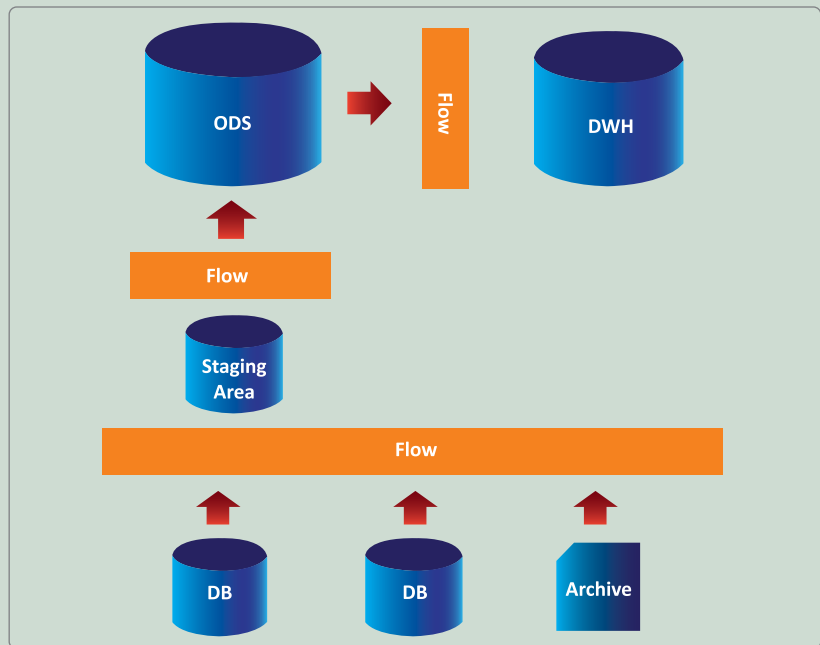 ODS
Flow
DWH
Flow
Staging
Area
Flow
DB
DB
Archive